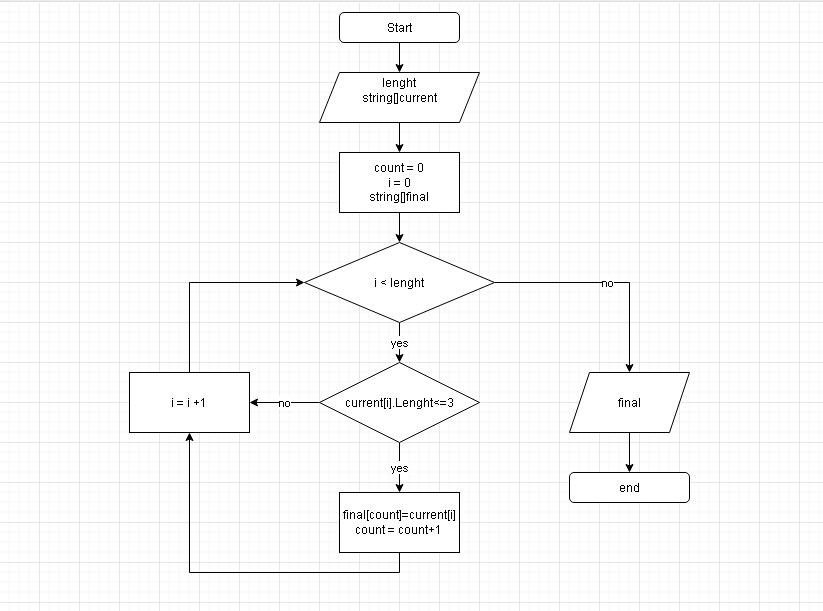 Start
lenght
string[]current
count = 0
i = 0
string[]final
i < lenght
no
yes
i = i +1
no
current[i].Lenght<=3
final
yes
end
final[count]=current[i]
count = count+1